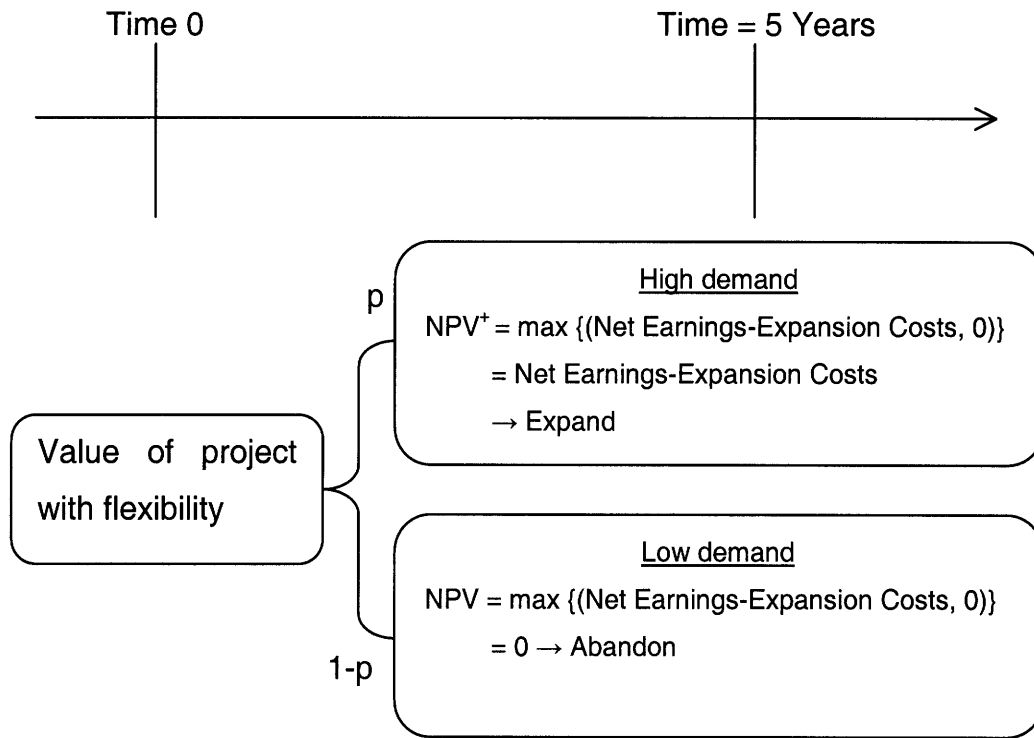 Time 0
Time = 5 Years
p
High demand
NPV⁺ = max {(Net Earnings-Expansion Costs, 0)}
= Net Earnings-Expansion Costs
→ Expand
Value of project
with flexibility
Low demand
NPV = max {(Net Earnings-Expansion Costs, 0)}
= 0 → Abandon
1-p